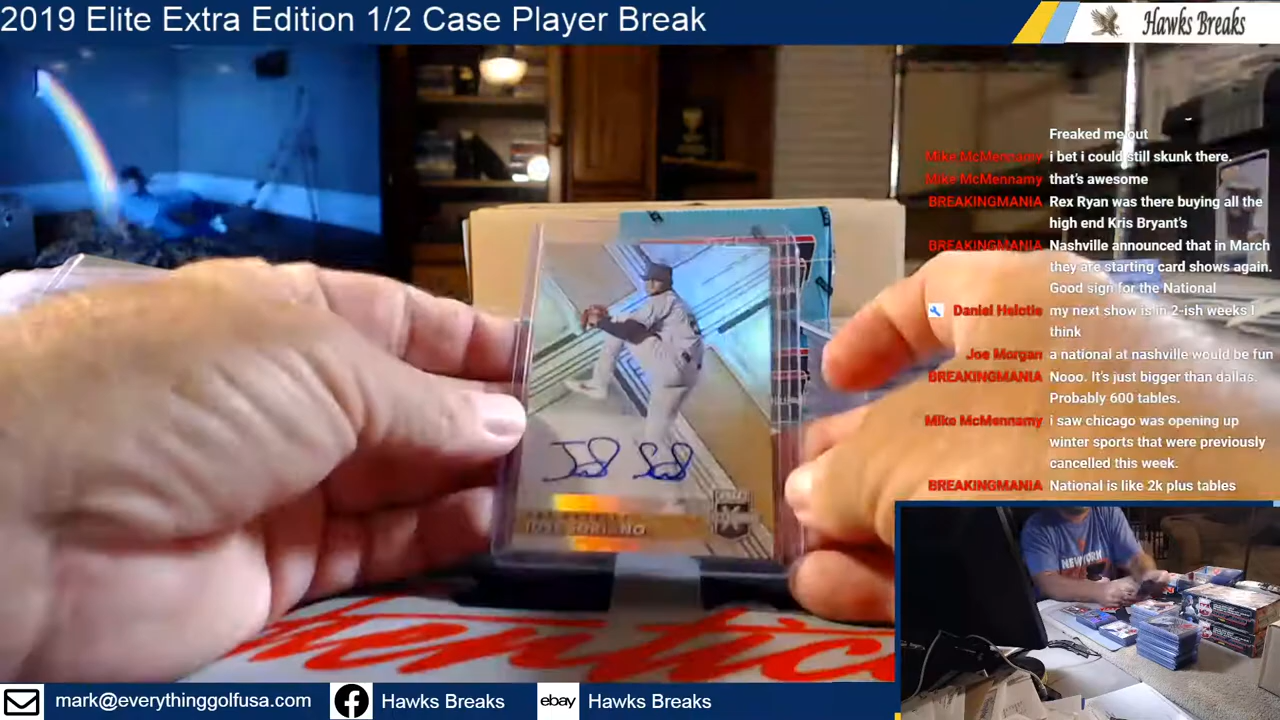 2019 Elite Extra Edition 1/2 Case Player Break
Hawks Breaks
Freaked me out
Mike McMennamy i bet i could still skunk there.
Mike McMennamy that's awesome
BREAKINGMANIA Rex Ryan was there buying all the
high end Kris Bryant's
BREAKINGMANIA Nashville announced that in March
they are starting card shows again.
Good sign for the National
Daniel Helotie my next show is in 2-ish weeks I
think
Joe Morgan a national at nashville would be fun
BREAKINGMANIA Nooo. It's just bigger than dallas.
Probably 600 tables.
Mike McMennamy i saw chicago was opening up
winter sports that were previously
cancelled this week.
BREAKINGMANIA National is like 2k plus tables
JOSE SORIANO
NEW YORK
mark@everythinggolfusa.com
Hawks Breaks
ebay Hawks Breaks